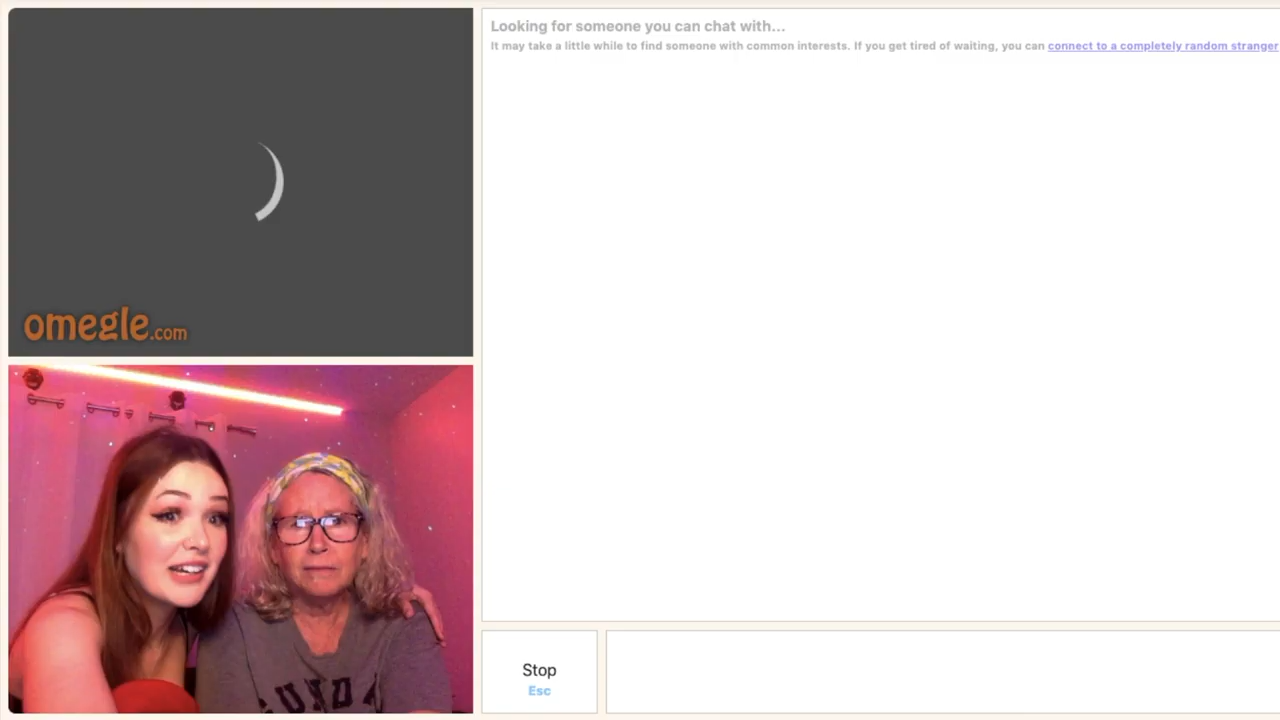 Looking for someone you can chat with...
It may take a little while to find someone with common interests. If you get tired of waiting, you can connect to a completely random stranger
omegle.com
Stop
Esc